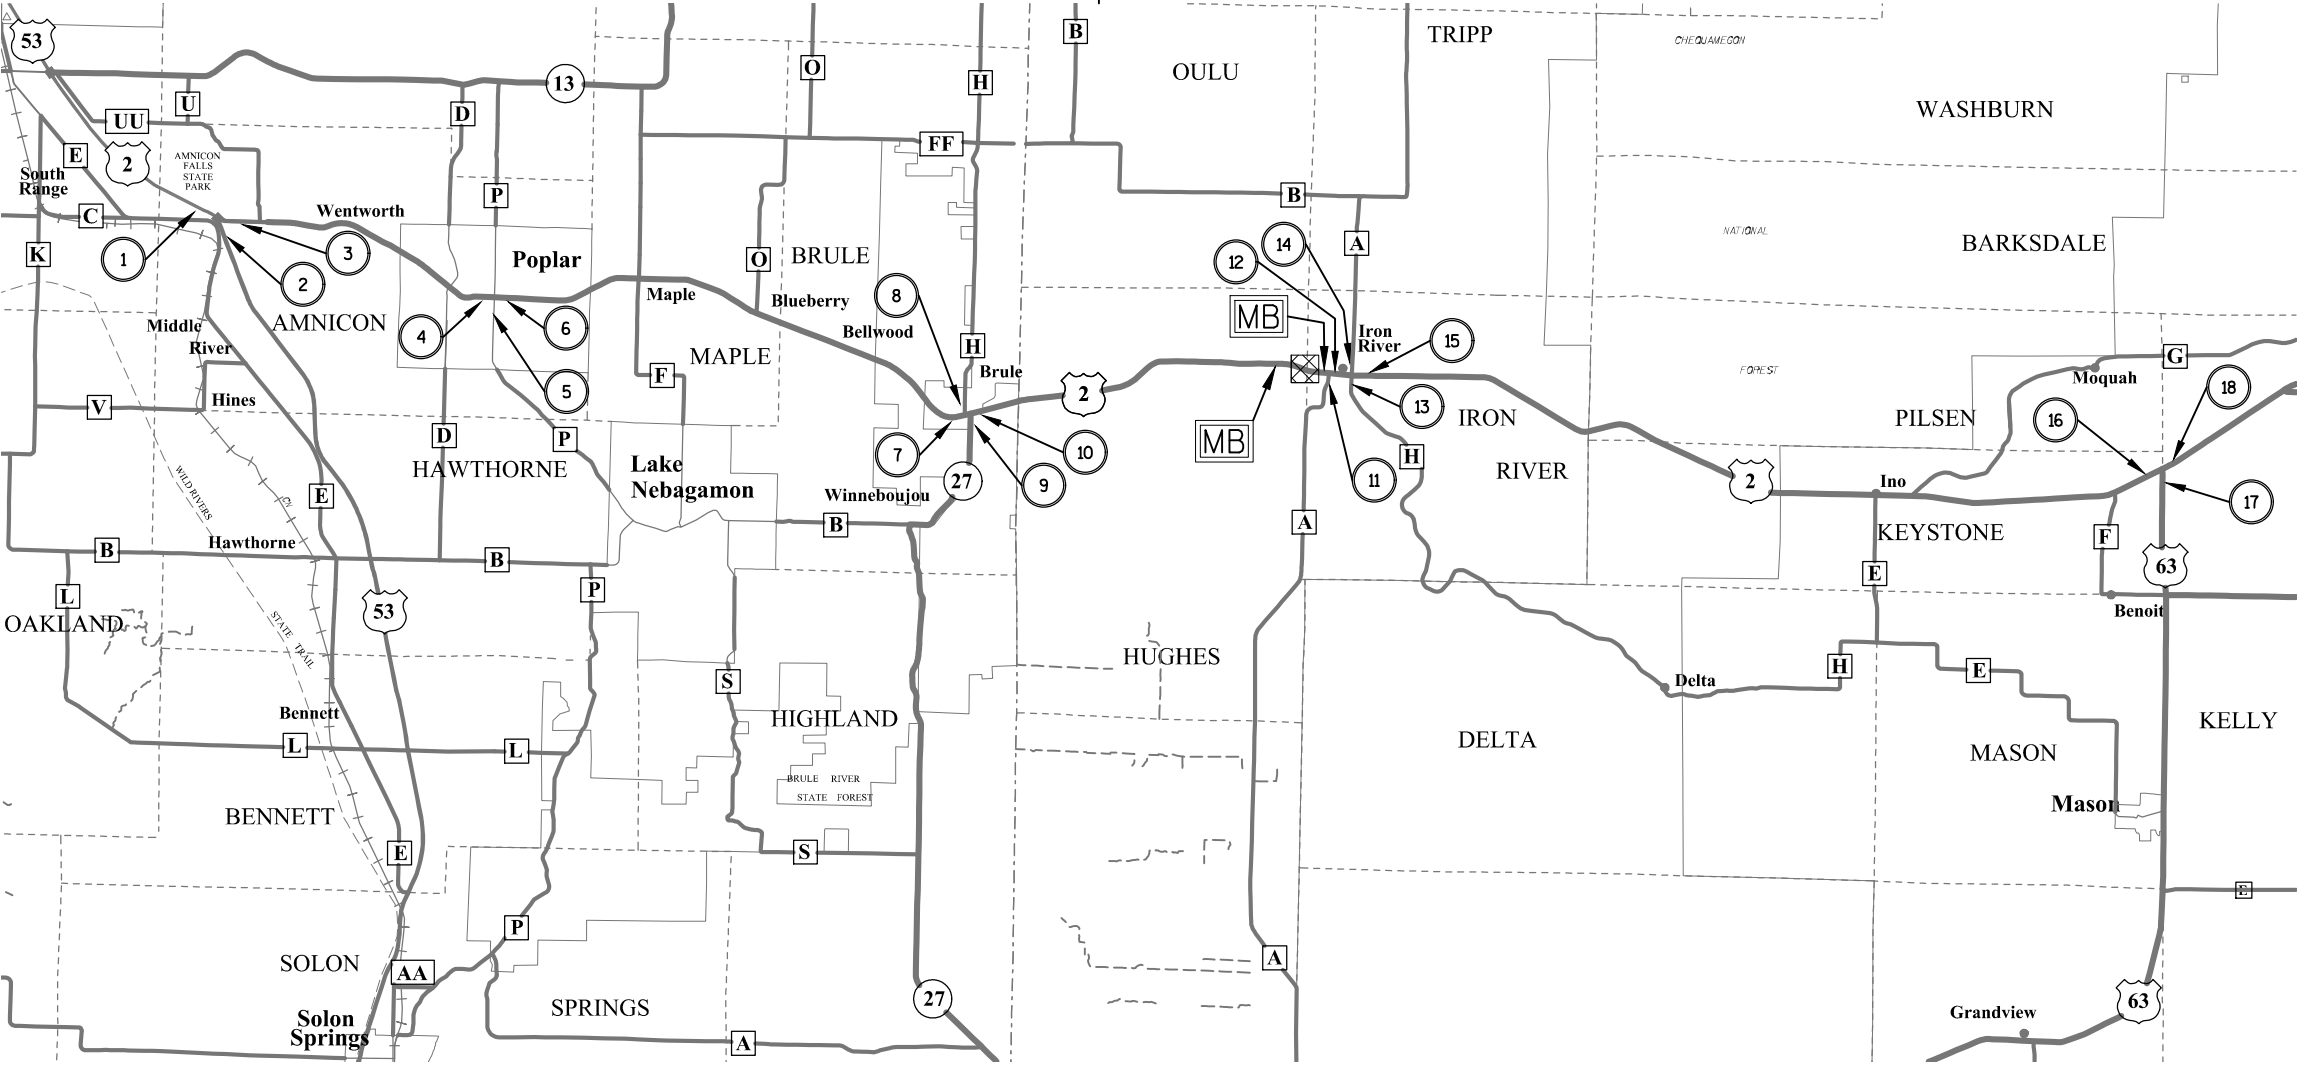 53
13
UU
U
D
P
O
H
FF
B
B
A
OULU
TRIPP
CHEQUAMEGON
WASHBURN
NATIONAL
BARKSDALE
FOREST
E
2
AMNICON
FALLS
STATE
PARK
South
Range
C
K
1
Wentworth
3
2
Poplar
AMNICON
Middle
River
4
6
5
Maple
O
BRULE
Blueberry
Bellwood
8
H
Brule
MAPLE
F
2
12
14
MB
Iron
River
15
13
MB
11
H
IRON
RIVER
PILSEN
Moquah
G
16
18
17
V
Hines
D
HAWTHORNE
P
Lake
Nebagamon
7
10
9
27
Winneboujou
B
A
2
Ino
KEYSTONE
F
63
E
Benoit
WILD RIVERS
CN
E
B
Hawthorne
B
L
P
53
OAKLAND
STATE TRAIL
HUGHES
H
Delta
E
S
Bennett
HIGHLAND
L
L
DELTA
MASON
KELLY
BRULE RIVER
STATE FOREST
BENNETT
Mason
E
S
E
P
A
SOLON
AA
SPRINGS
27
63
Solon
Springs
A
Grandview